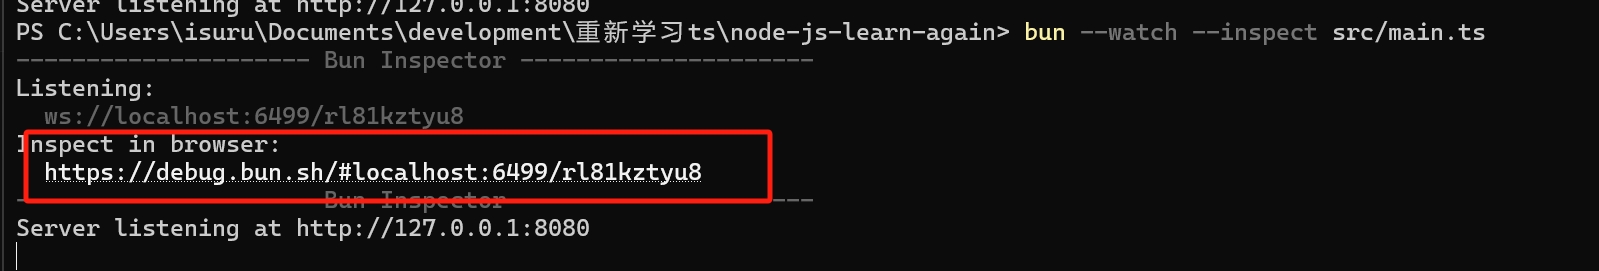 Server listening at http://127.0.0.1:8080
PS C:\Users\isuru\Documents\development\重新学习ts\node-js-learn-again> bun --watch --inspect src/main.ts
--------------------- Bun Inspector ---------------------
Listening:
  ws://localhost:6499/rl81kztyu8
Inspect in browser:
  https://debug.bun.sh/#localhost:6499/rl81kztyu8
--------------------- Bun Inspector ---------------------
Server listening at http://127.0.0.1:8080